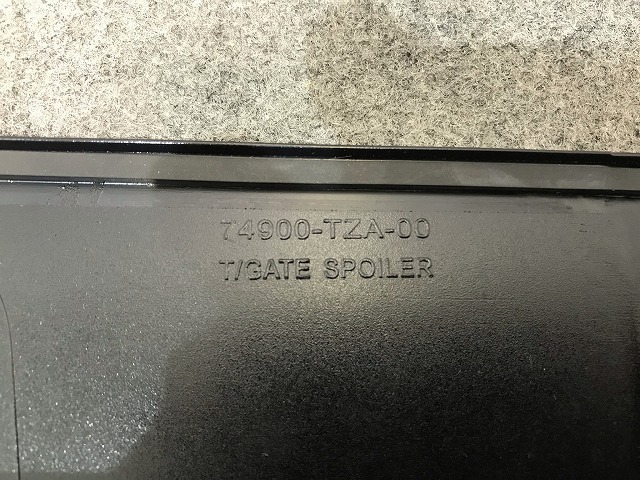 74900-TZA-00
T/GATE SPOILER